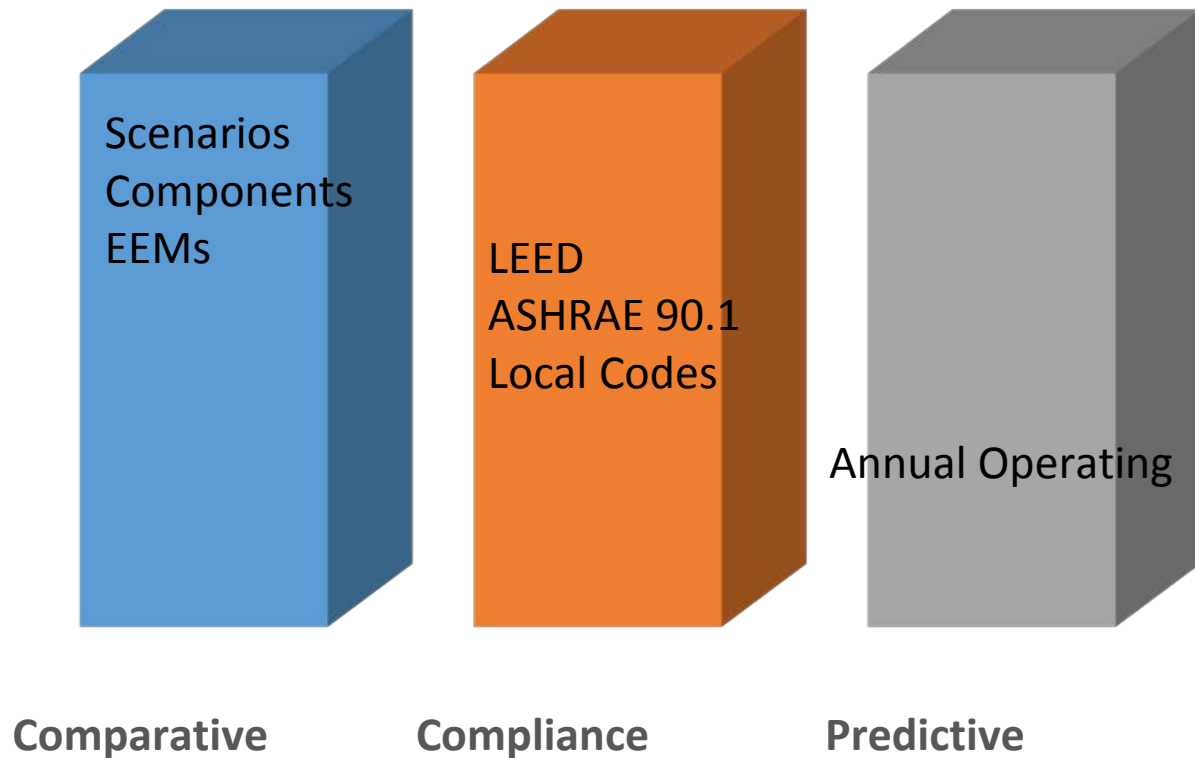 Scenarios
Components
EEMs
LEED
ASHRAE 90.1
Local Codes
Annual Operating
Comparative
Compliance
Predictive